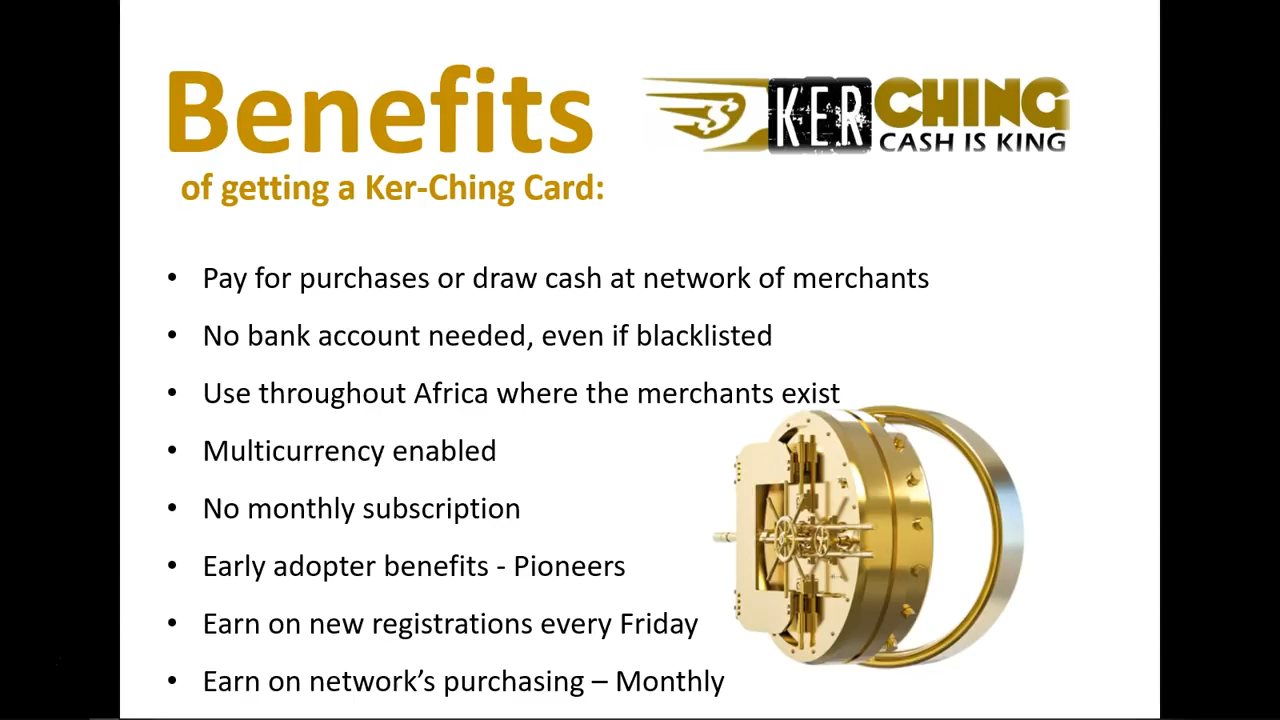 Benefits
of getting a Ker-Ching Card:
KERCHING
CASH IS KING
• Pay for purchases or draw cash at network of merchants
• No bank account needed, even if blacklisted
• Use throughout Africa where the merchants exist
• Multicurrency enabled
• No monthly subscription
• Early adopter benefits - Pioneers
• Earn on new registrations every Friday
• Earn on network’s purchasing – Monthly